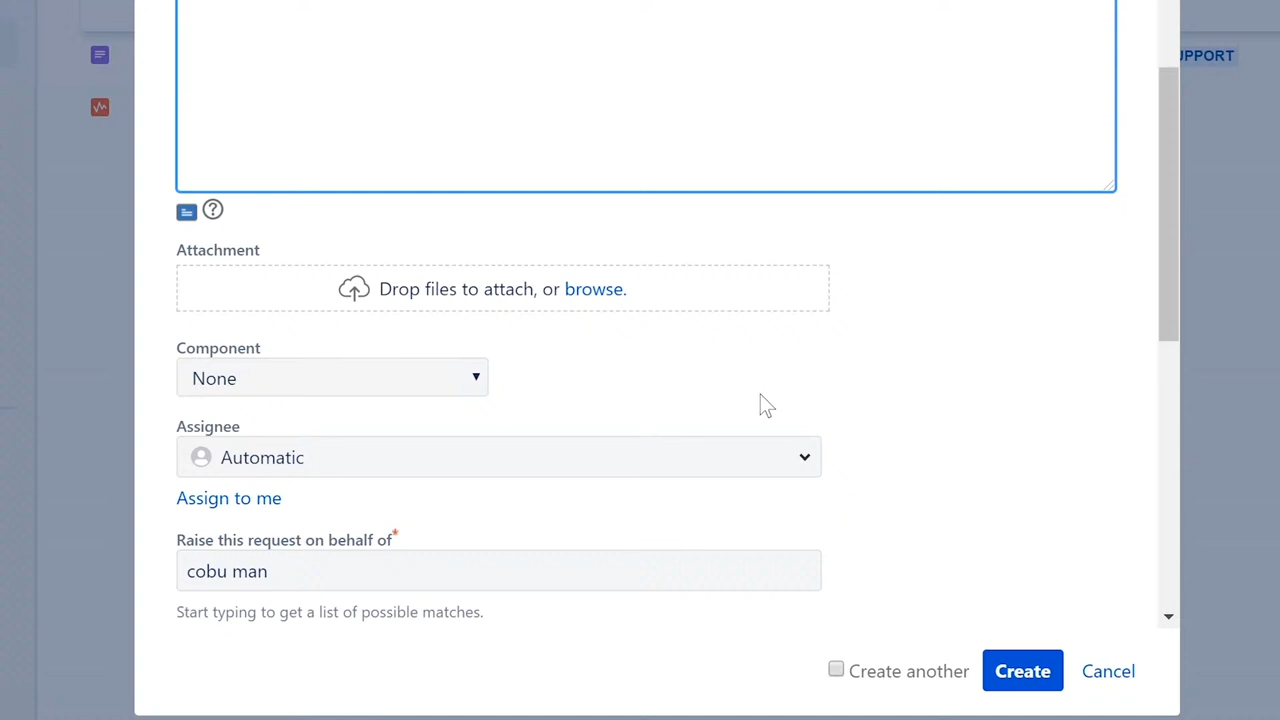 UPPORT
Attachment
Drop files to attach, or browse.
Component
None
Assignee
Automatic
Assign to me
Raise this request on behalf of*
cobu man
Start typing to get a list of possible matches.
Create another
Create
Cancel